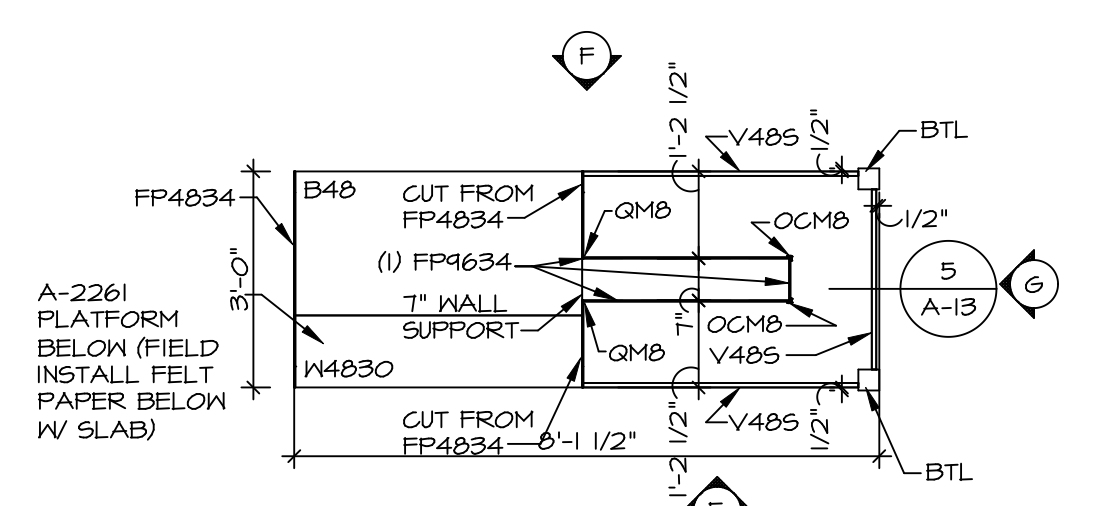 F
1'-2 1/2"
V48S
1/2"
BTL
FP4834
B48
CUT FROM
FP4834
QM8
OCM8
1/2"
(1) FP9634
3'-0"
5
A-13
G
A-2261
PLATFORM
BELOW (FIELD
INSTALL FELT
PAPER BELOW
W/ SLAB)
7" WALL
SUPPORT
7"
OCM8
V48S
QM8
W4830
CUT FROM
FP4834
8'-1 1/2"
1'-2 1/2"
V48S
1/2"
BTL